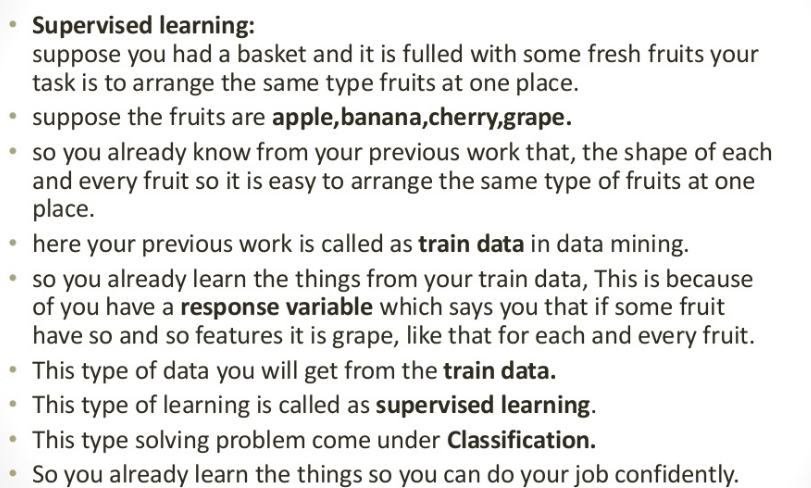 • Supervised learning:
suppose you had a basket and it is fulled with some fresh fruits your
task is to arrange the same type fruits at one place.
• suppose the fruits are apple,banana,cherry,grape.
• so you already know from your previous work that, the shape of each
and every fruit so it is easy to arrange the same type of fruits at one
place.
• here your previous work is called as train data in data mining.
• so you already learn the things from your train data, This is because
of you have a response variable which says you that if some fruit
have so and so features it is grape, like that for each and every fruit.
• This type of data you will get from the train data.
• This type of learning is called as supervised learning.
• This type solving problem come under Classification.
• So you already learn the things so you can do your job confidently.